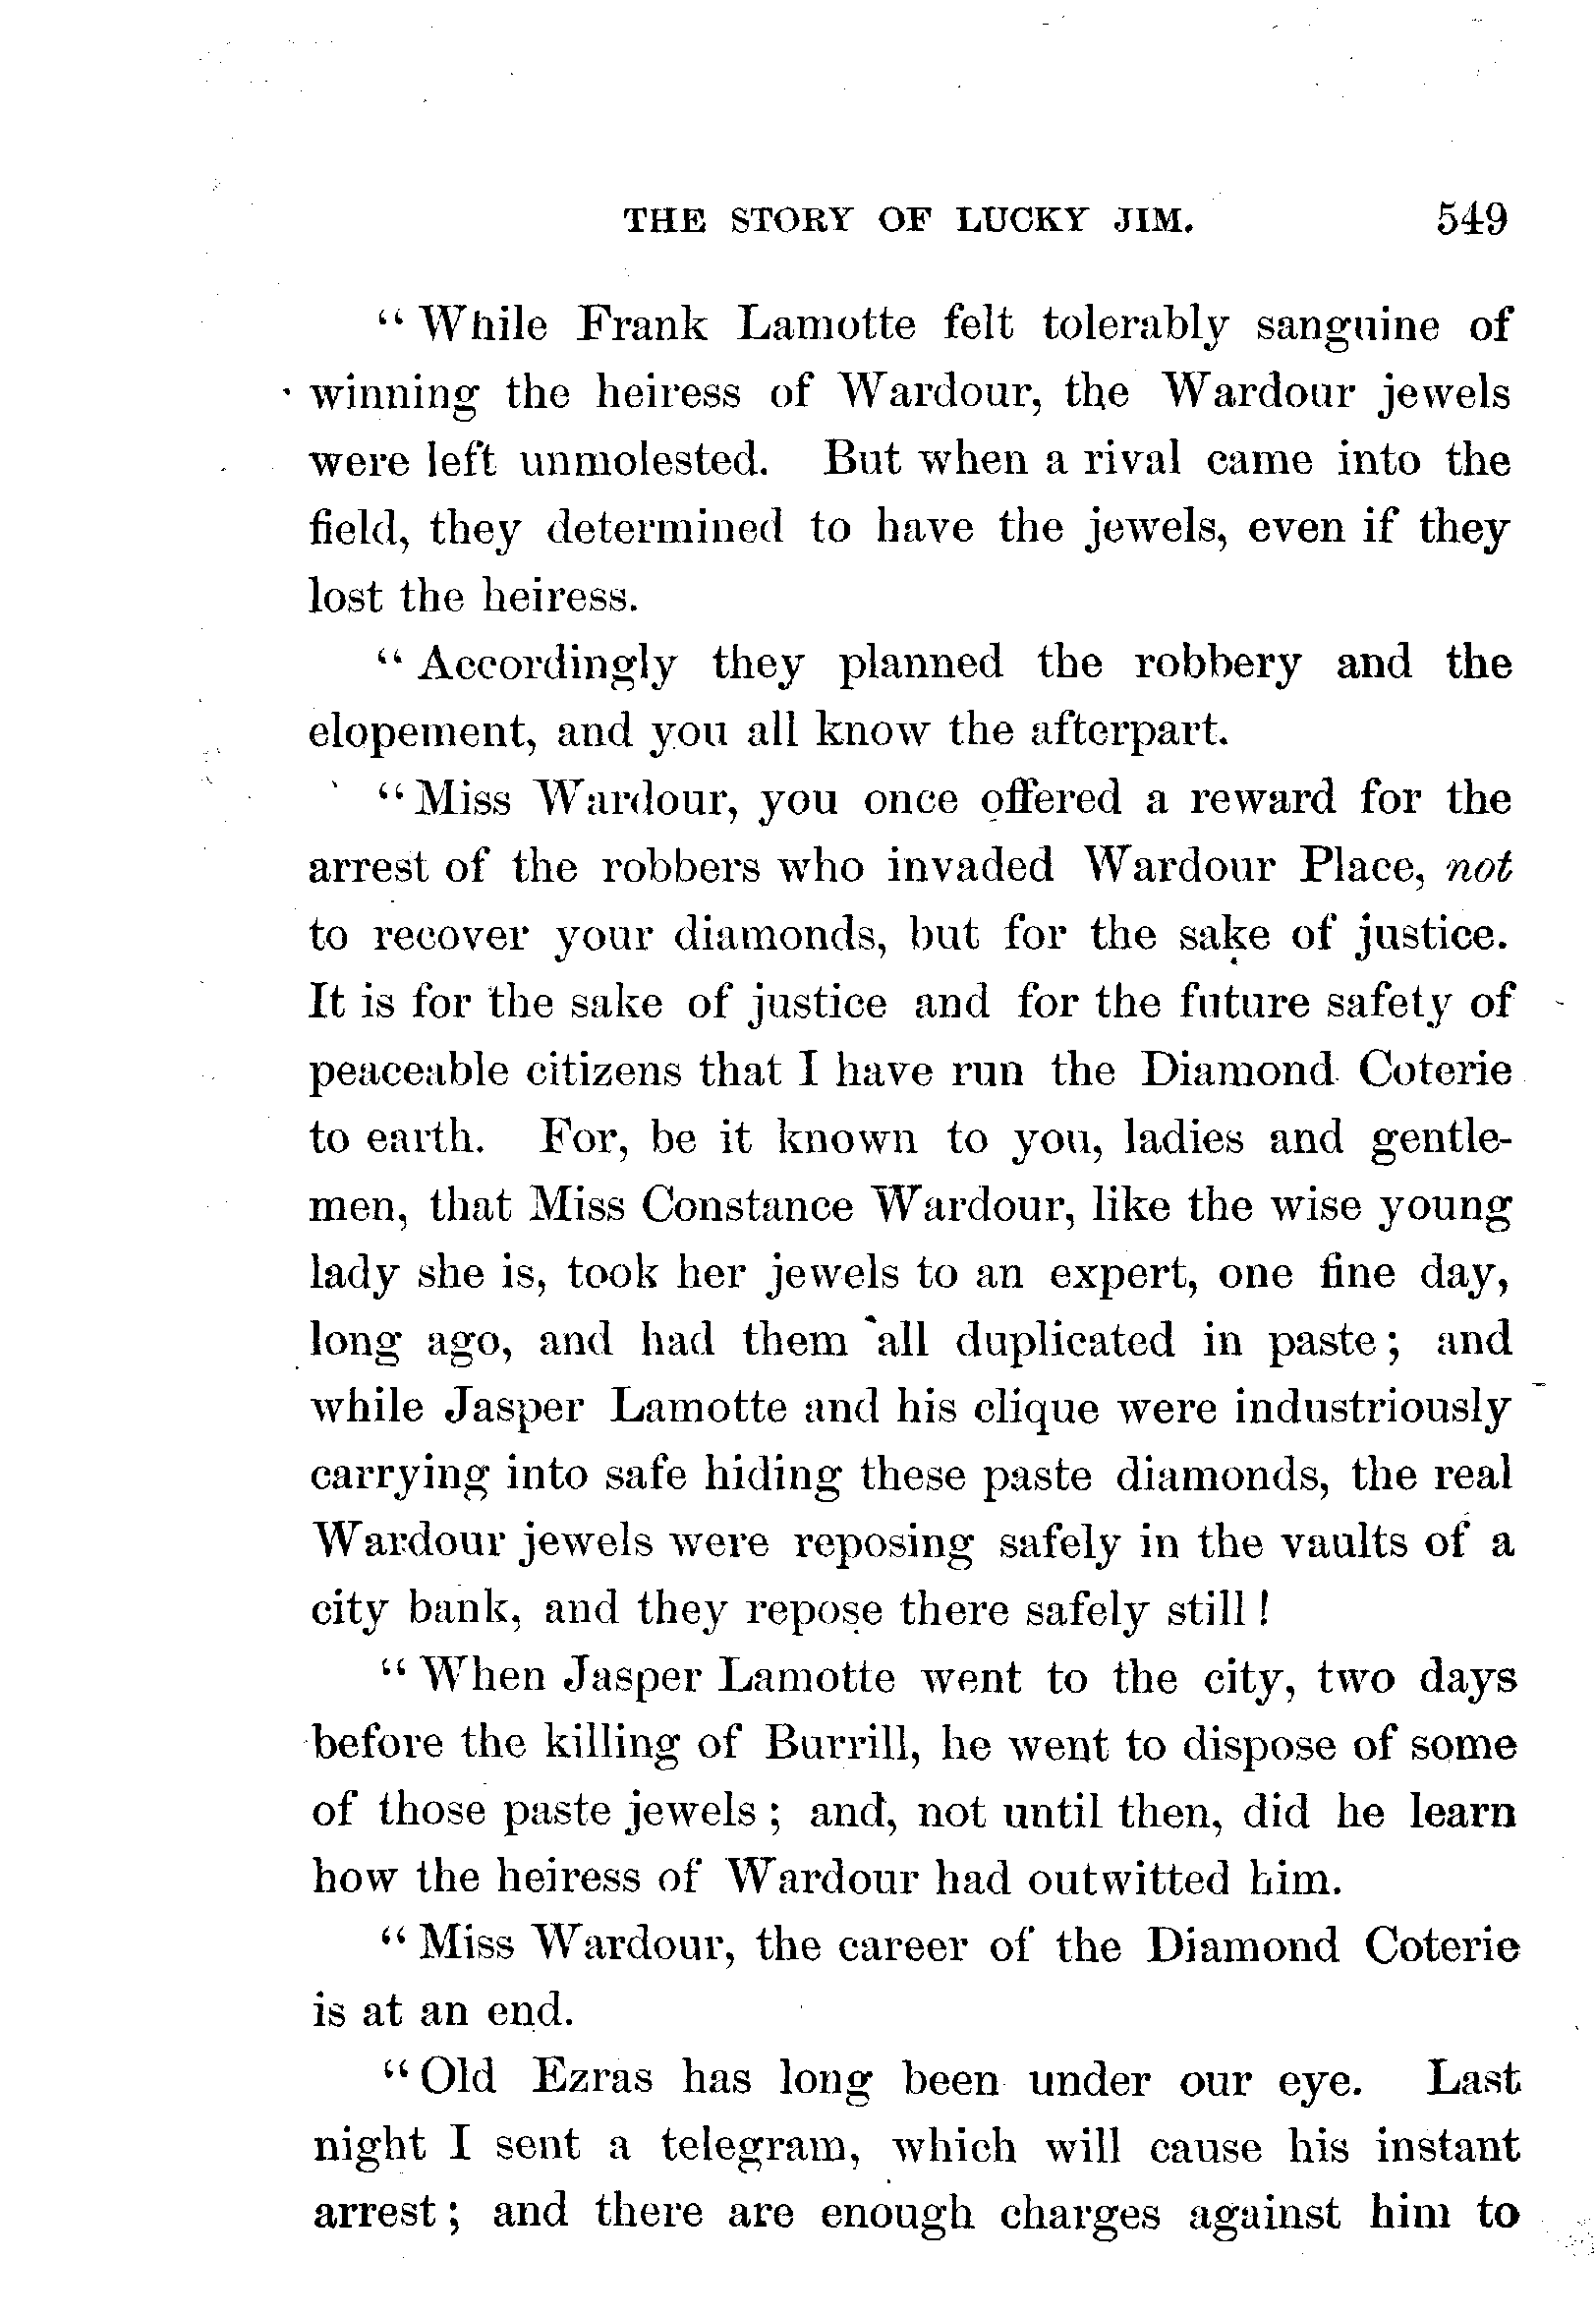 THE STORY OF LUCKY JIM. 549
“ While Frank Lamotte felt tolerably sanguine of
winning the heiress of Wardour, the Wardour jewels
were left unmolested. But when a rival came into the
field, they determined to have the jewels, even if they
lost the heiress.
“ Accordingly they planned the robbery and the
elopement, and you all know the afterpart.
“ Miss Wardour, you once offered a reward for the
arrest of the robbers who invaded Wardour Place, not
to recover your diamonds, but for the sake of justice.
It is for the sake of justice and for the future safety of
peaceable citizens that I have run the Diamond Coterie
to earth. For, be it known to you, ladies and gentle-
men, that Miss Constance Wardour, like the wise young
lady she is, took her jewels to an expert, one fine day,
long ago, and had them all duplicated in paste; and
while Jasper Lamotte and his clique were industriously
carrying into safe hiding these paste diamonds, the real
Wardour jewels were reposing safely in the vaults of a
city bank, and they repose there safely still!
“ When Jasper Lamotte went to the city, two days
before the killing of Burrill, he went to dispose of some
of those paste jewels; and, not until then, did he learn
how the heiress of Wardour had outwitted him.
“ Miss Wardour, the career of the Diamond Coterie
is at an end.
“ Old Ezras has long been under our eye. Last
night I sent a telegram, which will cause his instant
arrest; and there are enough charges against him to